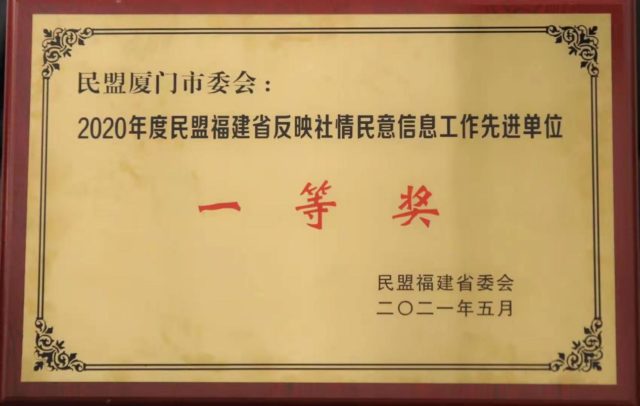 民盟厦门市委会：
2020年度民盟福建省反映社情民意信息工作先进单位
一等奖
民盟福建省委会
二〇二一年五月